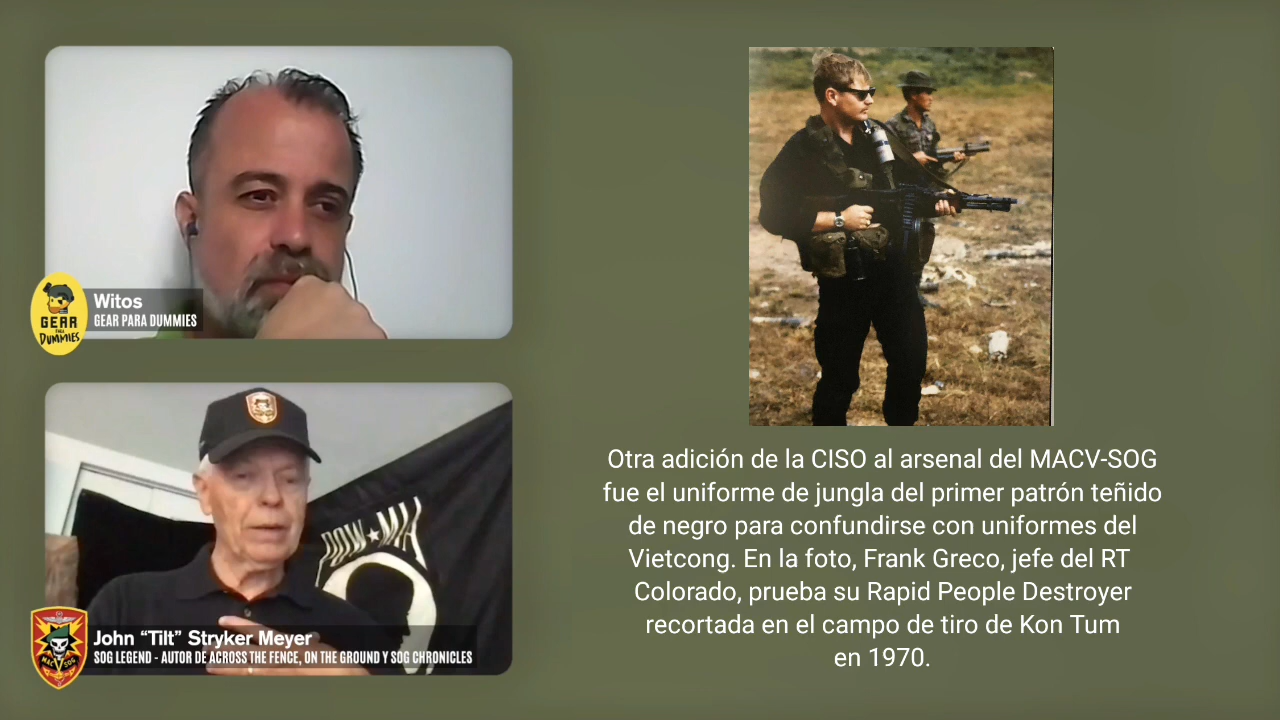 Witos
GEAR PARA DUMMIES
GEAR
PARA
DUMMIES
POW★MIA
John “Tilt” Stryker Meyer
SOG LEGEND - AUTOR DE ACROSS THE FENCE, ON THE GROUND Y SOG CHRONICLES
MAC V SOG
Otra adición de la CISO al arsenal del MACV-SOG
fue el uniforme de jungla del primer patrón teñido
de negro para confundirse con uniformes del
Vietcong. En la foto, Frank Greco, jefe del RT
Colorado, prueba su Rapid People Destroyer
recortada en el campo de tiro de Kon Tum
en 1970.